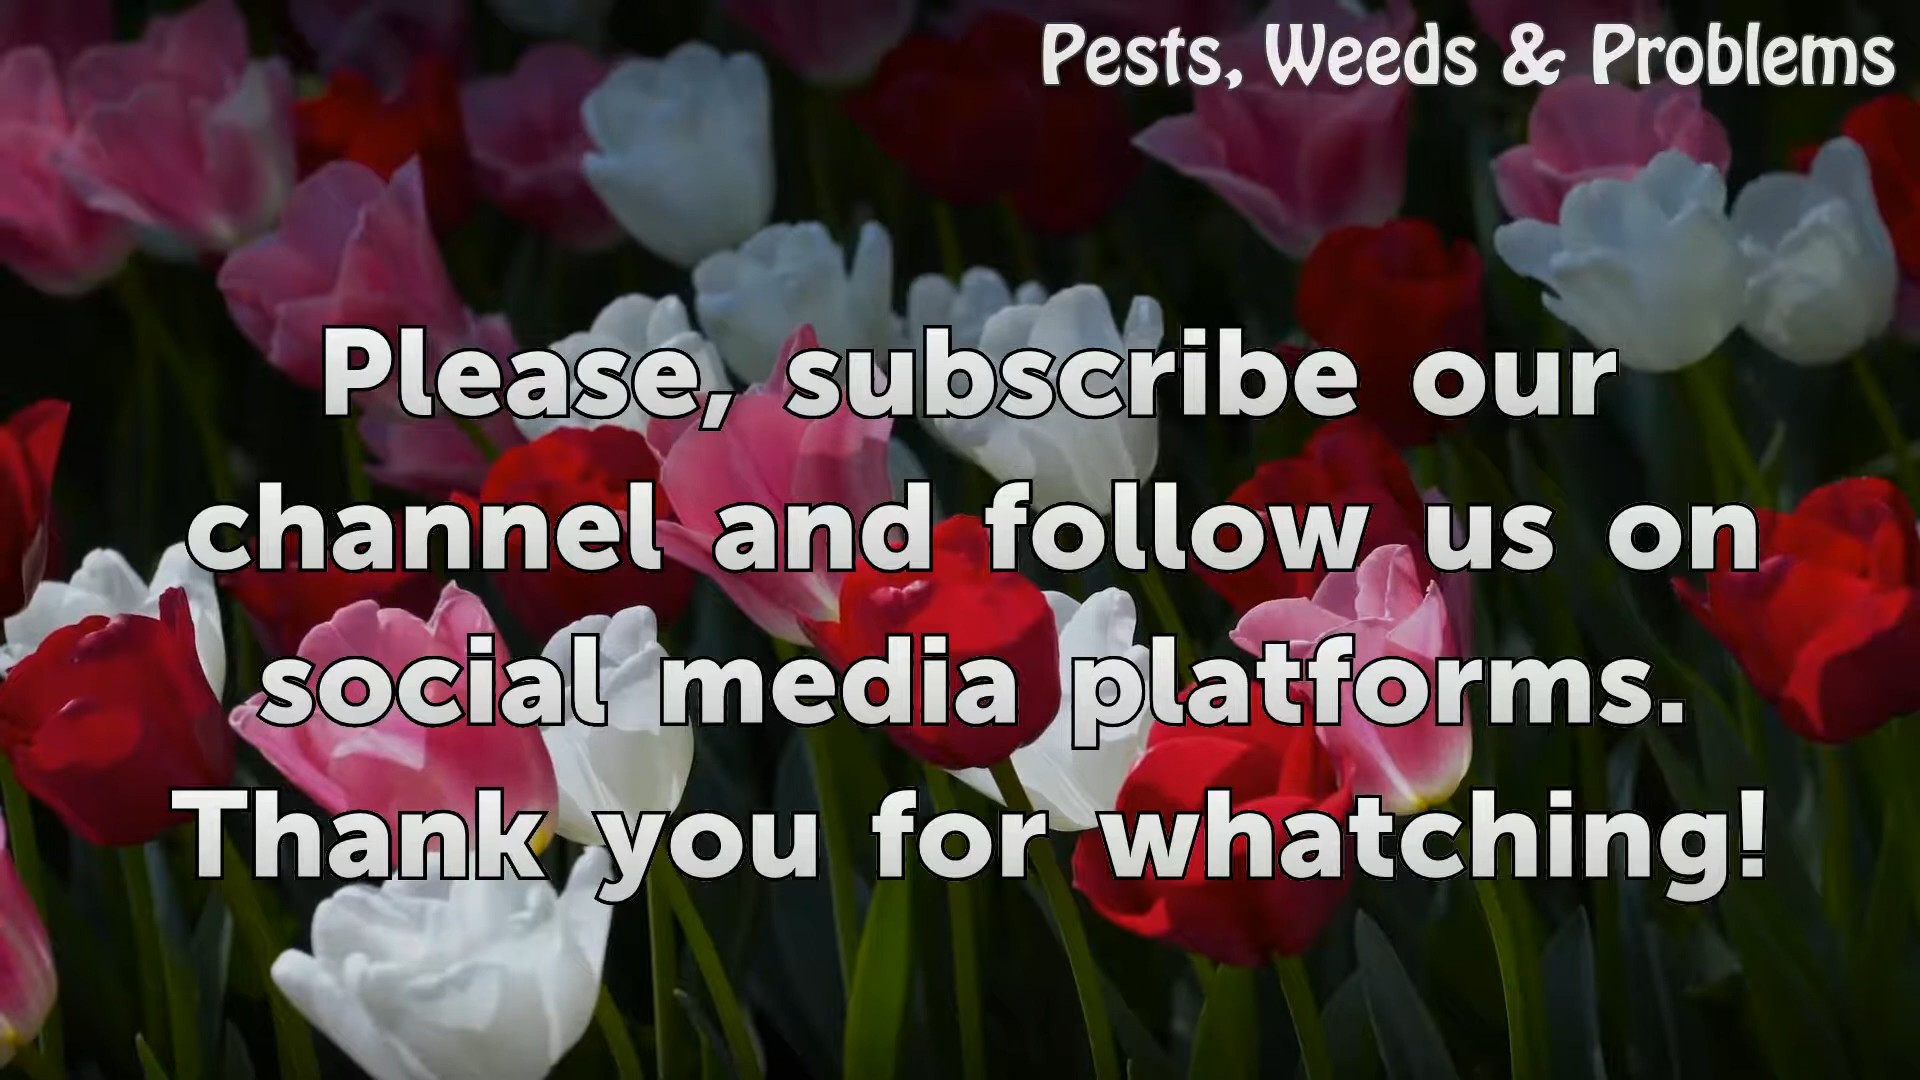 Pests, Weeds & Problems
Please, subscribe our
channel and follow us on
social media platforms.
Thank you for whatching!